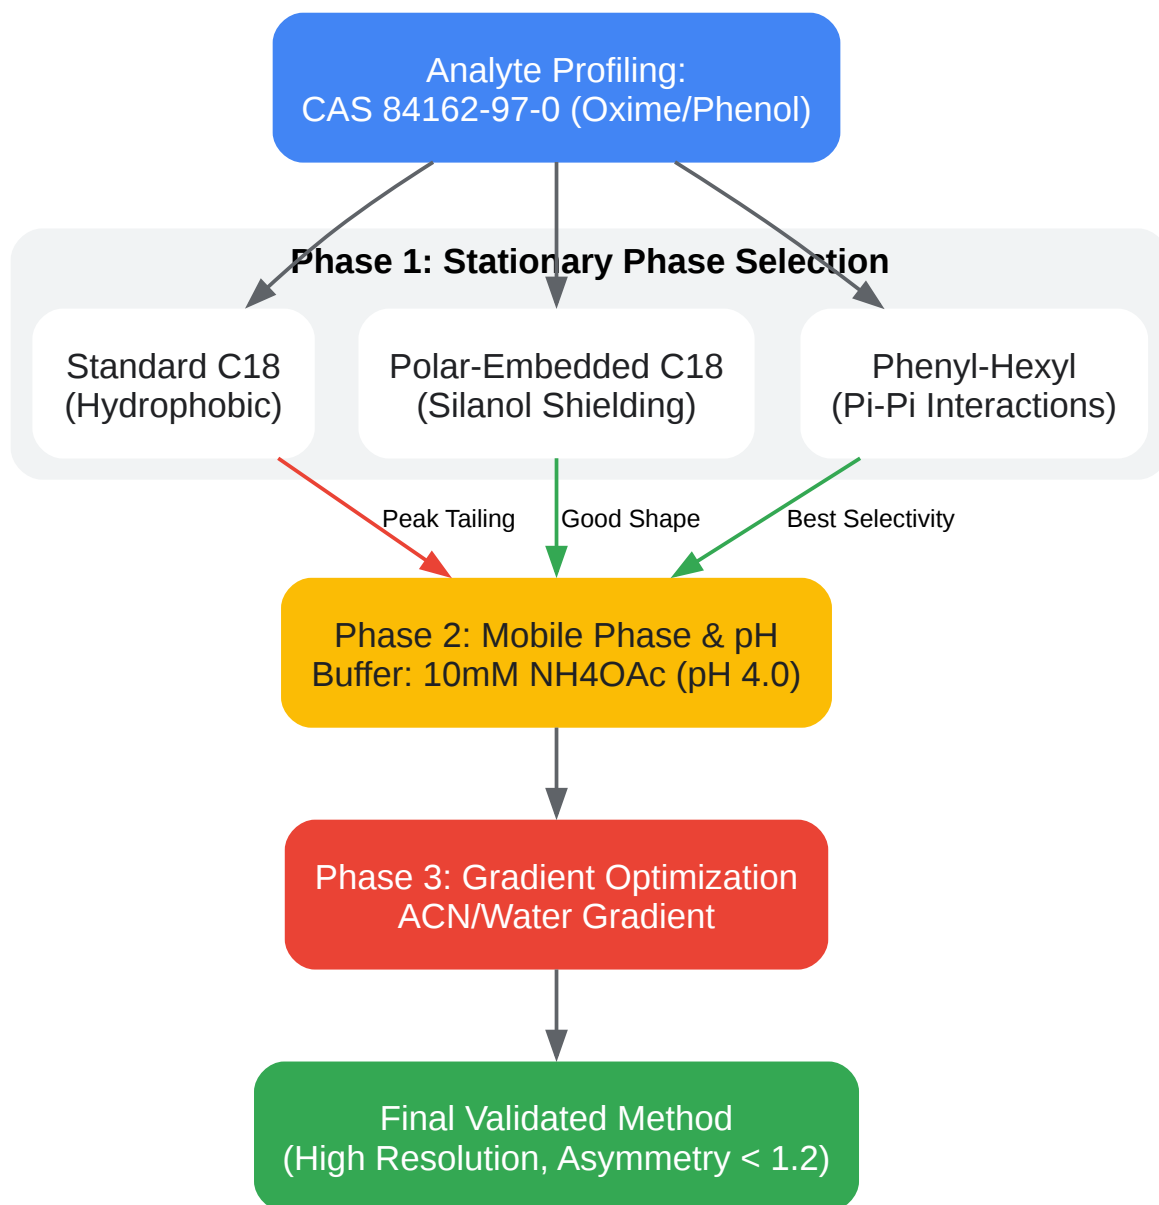 Analyte Profiling:
CAS 84162-97-0 (Oxime/Phenol)
Phase 1: Stationary Phase Selection
Standard C18
(Hydrophobic)
Polar-Embedded C18
(Silanol Shielding)
Phenyl-Hexyl
(Pi-Pi Interactions)
Peak Tailing
Good Shape
Best Selectivity
Phase 2: Mobile Phase & pH
Buffer: 10mM NH4OAc (pH 4.0)
Phase 3: Gradient Optimization
ACN/Water Gradient
Final Validated Method
(High Resolution, Asymmetry < 1.2)